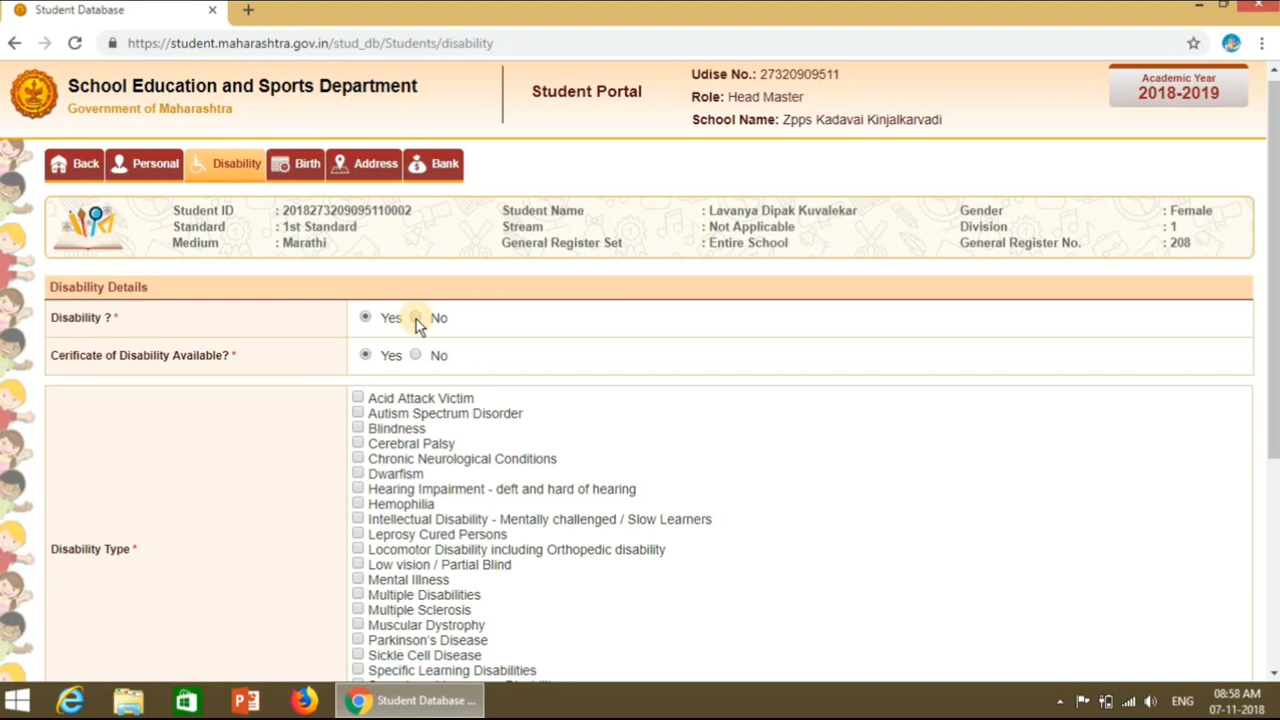 Student Database
https://student.maharashtra.gov.in/stud_db/Students/disability
School Education and Sports Department
Government of Maharashtra
Student Portal
Udise No.: 27320909511
Role: Head Master
School Name: Zpps Kadavai Kinjalkarvadi
Academic Year
2018-2019
Back Personal Disability Birth Address Bank
Student ID : 2018273209095110002 Student Name : Lavanya Dipak Kuvalekar Gender : Female
Standard : 1st Standard Stream : Not Applicable Division : 1
Medium : Marathi General Register Set : Entire School General Register No. : 208
Disability Details
Disability ? * Yes No
Cerificate of Disability Available? * Yes No
Disability Type *
Acid Attack Victim
Autism Spectrum Disorder
Blindness
Cerebral Palsy
Chronic Neurological Conditions
Dwarfism
Hearing Impairment - deft and hard of hearing
Hemophilia
Intellectual Disability - Mentally challenged / Slow Learners
Leprosy Cured Persons
Locomotor Disability including Orthopedic disability
Low vision / Partial Blind
Mental Illness
Multiple Disabilities
Multiple Sclerosis
Muscular Dystrophy
Parkinson's Disease
Sickle Cell Disease
Specific Learning Disabilities
Student Database ...
ENG
08:58 AM
07-11-2018